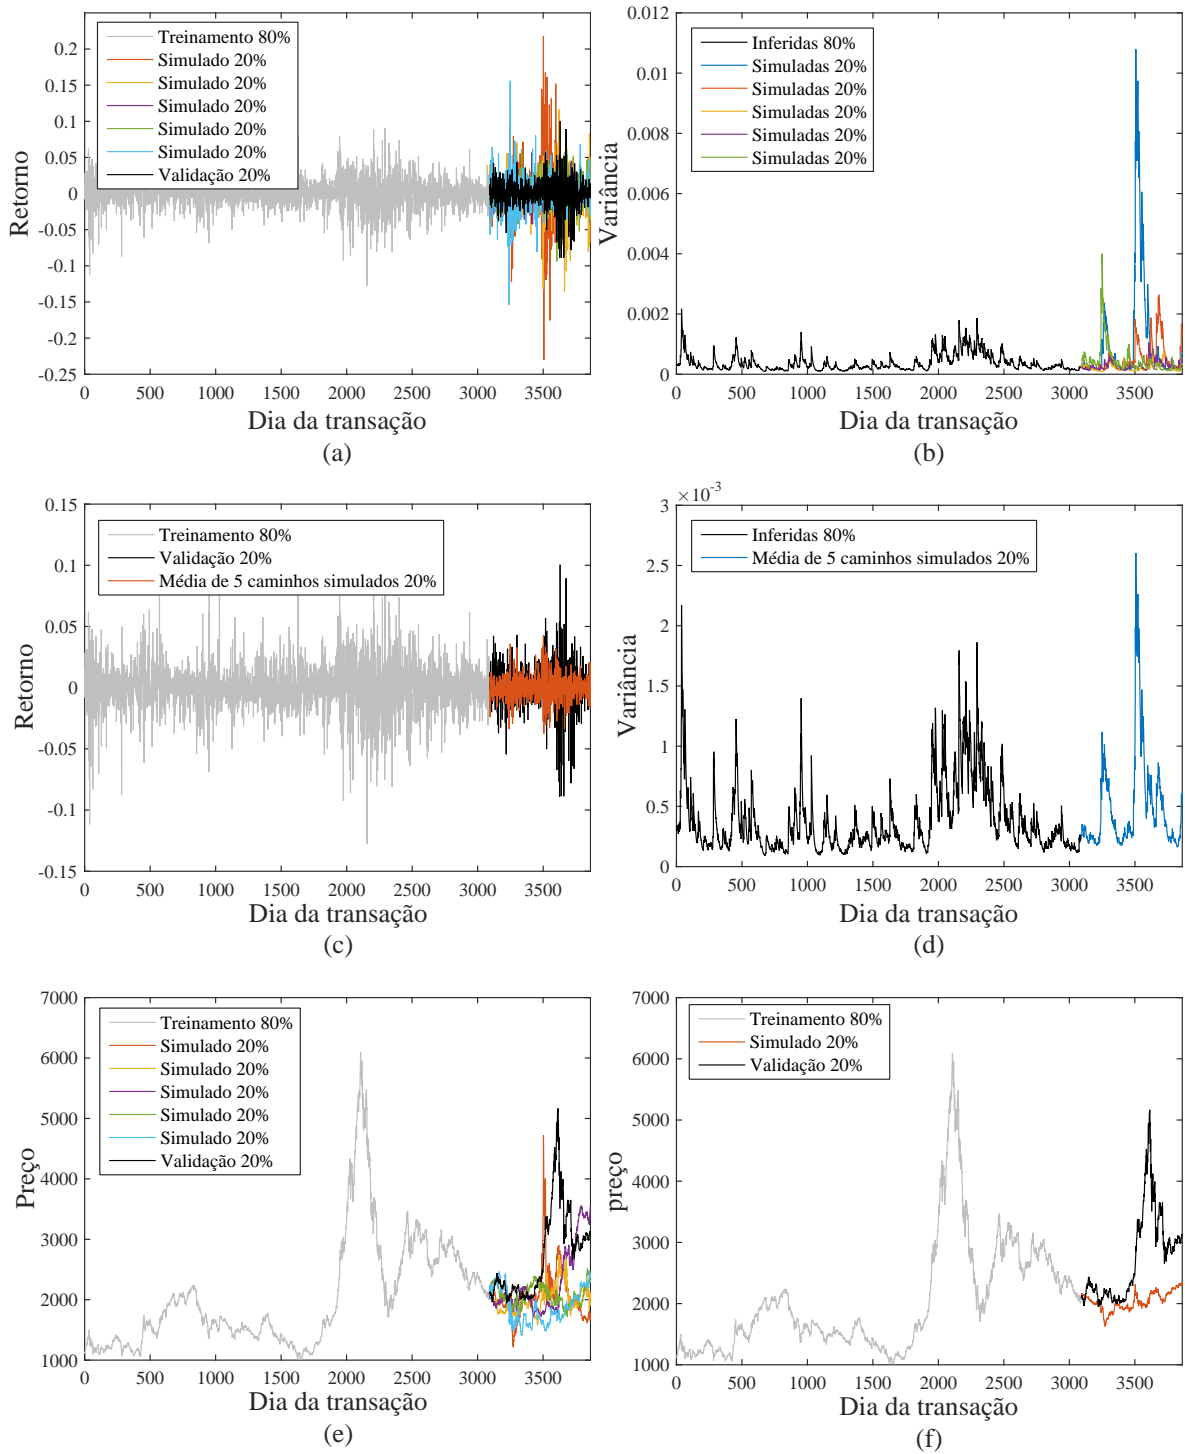 0.2
0.15
0.1
0.05
0
-0.05
-0.1
-0.15
-0.2
-0.25
Retorno
Treinamento 80%
Simulado 20%
Simulado 20%
Simulado 20%
Simulado 20%
Simulado 20%
Validação 20%
0 500 1000 1500 2000 2500 3000 3500
Dia da transação
(a)
0.012
0.01
0.008
0.006
0.004
0.002
0
Variância
Inferidas 80%
Simuladas 20%
Simuladas 20%
Simuladas 20%
Simuladas 20%
Simuladas 20%
0 500 1000 1500 2000 2500 3000 3500
Dia da transação
(b)
0.15
0.1
0.05
0
-0.05
-0.1
-0.15
Retorno
Treinamento 80%
Validação 20%
Média de 5 caminhos simulados 20%
0 500 1000 1500 2000 2500 3000 3500
Dia da transação
(c)
×10⁻³
3
2.5
2
1.5
1
0.5
0
Variância
Inferidas 80%
Média de 5 caminhos simulados 20%
0 500 1000 1500 2000 2500 3000 3500
Dia da transação
(d)
7000
6000
5000
4000
3000
2000
1000
Preço
Treinamento 80%
Simulado 20%
Simulado 20%
Simulado 20%
Simulado 20%
Simulado 20%
Validação 20%
0 500 1000 1500 2000 2500 3000 3500
Dia da transação
(e)
7000
6000
5000
4000
3000
2000
1000
preço
Treinamento 80%
Simulado 20%
Validação 20%
0 500 1000 1500 2000 2500 3000 3500
Dia da transação
(f)